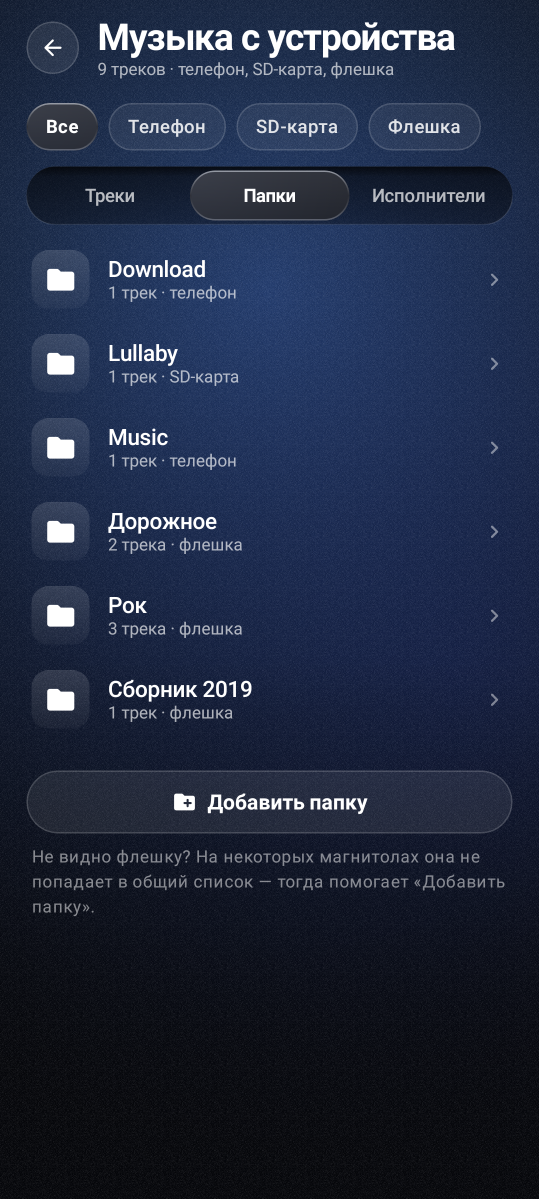 Музыка с устройства
9 треков · телефон, SD-карта, флешка
Все
Телефон
SD-карта
Флешка
Треки
Папки
Исполнители
Download
1 трек · телефон
Lullaby
1 трек · SD-карта
Music
1 трек · телефон
Дорожное
2 трека · флешка
Рок
3 трека · флешка
Сборник 2019
1 трек · флешка
Добавить папку
Не видно флешку? На некоторых магнитолах она не
попадает в общий список — тогда помогает «Добавить
папку».